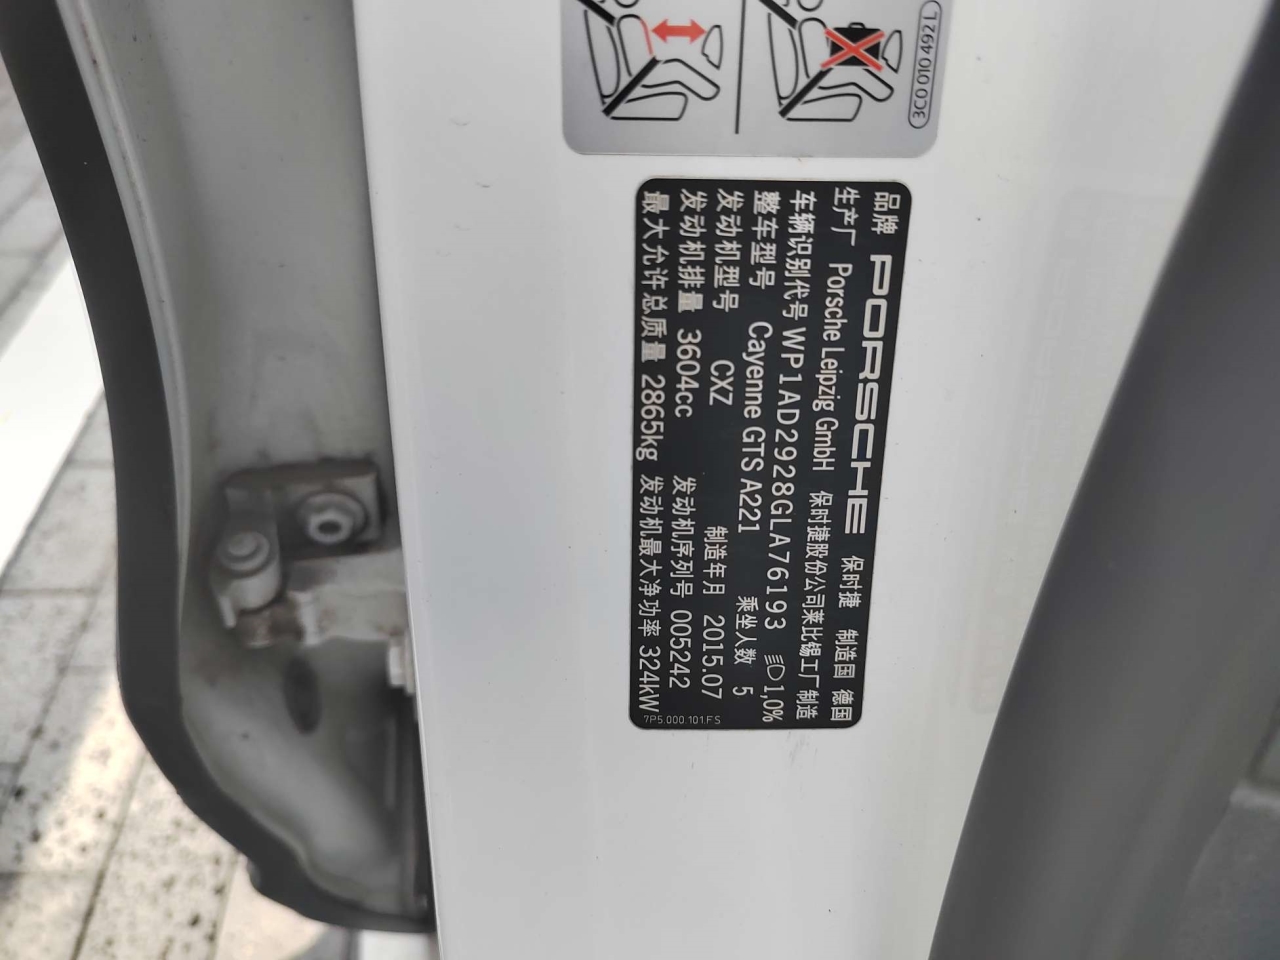 3C0010492L
品牌 PORSCHE 保时捷 制造国 德国
生产厂 Porsche Leipzig GmbH 保时捷股份公司莱比锡工厂制造
车辆识别代号 WP1AD2928GLA76193 1,0%
整车型号 Cayenne GTS A221 乘坐人数 5
发动机型号 CXZ 制造年月 2015.07
发动机排量 3604cc 发动机序列号 005242
最大允许总质量 2865kg 发动机最大净功率 324kW
7P5.000.101.FS